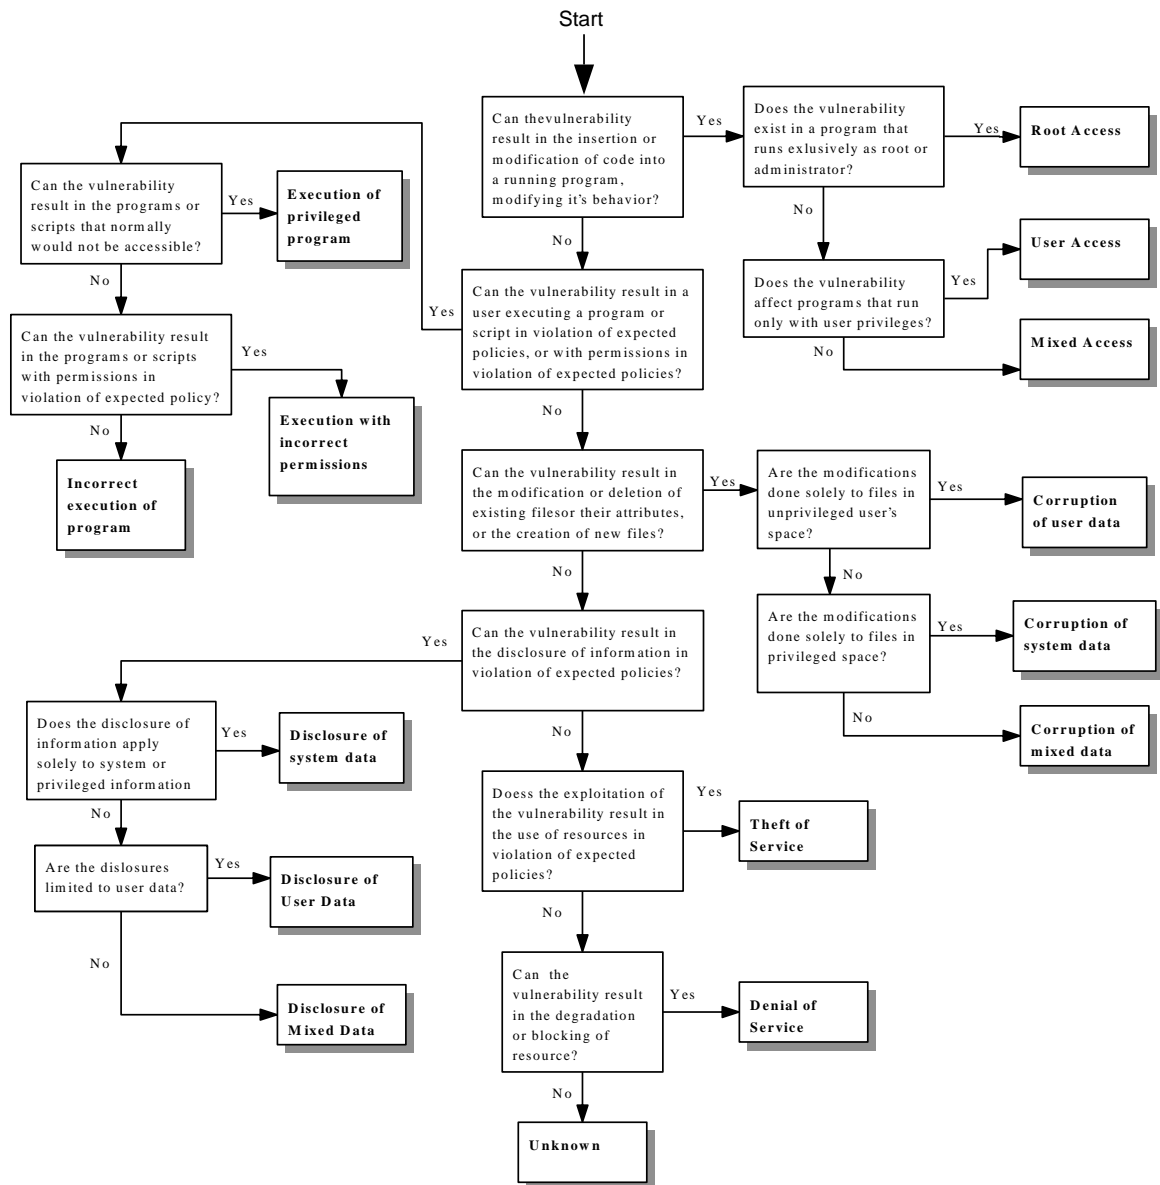 Start
Can thevulnerability
result in the insertion or
modification of code into
a running program,
modifying it's behavior?
Yes
Does the vulnerability
exist in a program that
runs exlusively as root or
administrator?
Yes
Root Access
No
User Access
Yes
Does the vulnerability
affect programs that run
only with user privileges?
No
Mixed Access
No
Can the vulnerability result in a
user executing a program or
script in violation of expected
policies, or with permissions in
violation of expected policies?
Yes
Can the vulnerability
result in the programs or
scripts that normally
would not be accessible?
Yes
Execution of
privileged
program
No
Can the vulnerability result
in the programs or scripts
with permissions in
violation of expected policy?
Yes
Execution with
incorrect
permissions
No
Incorrect
execution of
program
No
Can the vulnerability result in
the modification or deletion of
existing filesor their attributes,
or the creation of new files?
Yes
Are the modifications
done solely to files in
unprivileged user's
space?
Yes
Corruption
of user data
No
Are the modifications
done solely to files in
privileged space?
Yes
Corruption of
system data
No
Corruption of
mixed data
No
Can the vulnerability result in
the disclosure of information in
violation of expected policies?
Yes
Does the disclosure of
information apply
solely to system or
privileged information
Yes
Disclosure of
system data
No
Are the dislosures
limited to user data?
Yes
Disclosure of
User Data
No
Disclosure of
Mixed Data
No
Doess the exploitation of
the vulnerability result in
the use of resources in
violation of expected
policies?
Yes
Theft of
Service
No
Can the
vulnerability result
in the degradation
or blocking of
resource?
Yes
Denial of
Service
No
Unknown